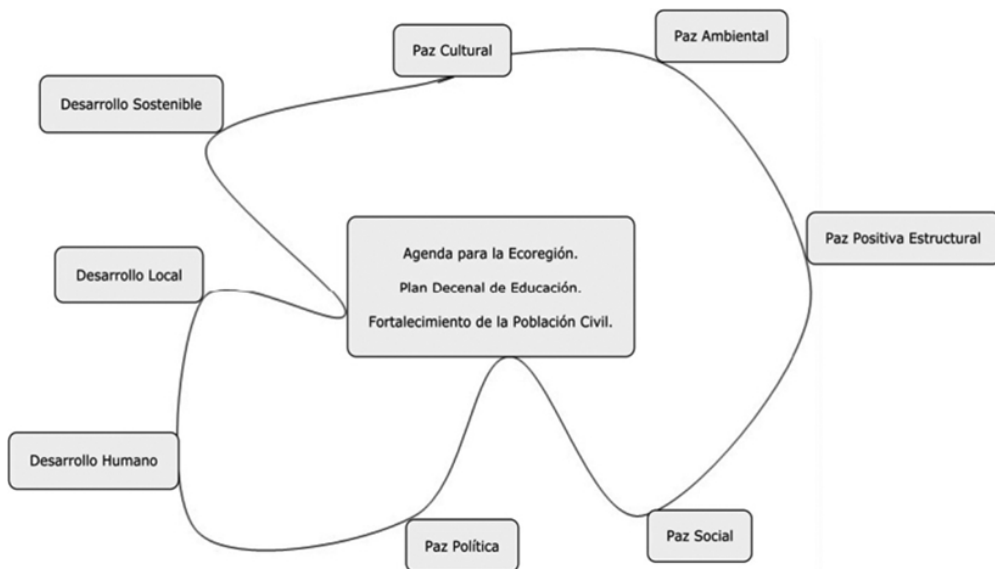 Paz Cultural
Paz Ambiental
Desarrollo Sostenible
Paz Positiva Estructural
Agenda para la Ecoregión.
Plan Decenal de Educación.
Fortalecimiento de la Población Civil.
Desarrollo Local
Desarrollo Humano
Paz Política
Paz Social